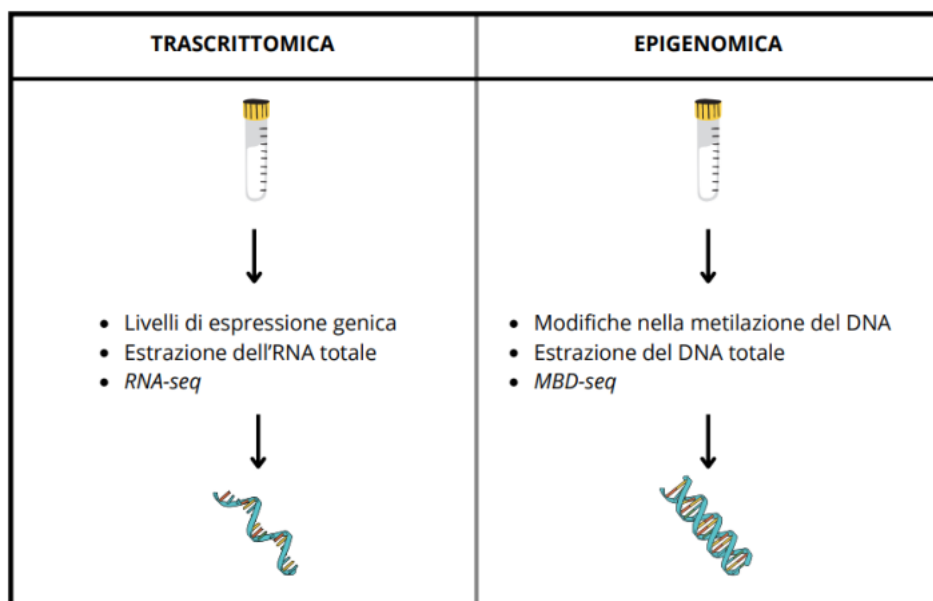 TRASCRITTOMICA
EPIGENOMICA
• Livelli di espressione genica
• Estrazione dell'RNA totale
• RNA-seq
• Modifiche nella metilazione del DNA
• Estrazione del DNA totale
• MBD-seq